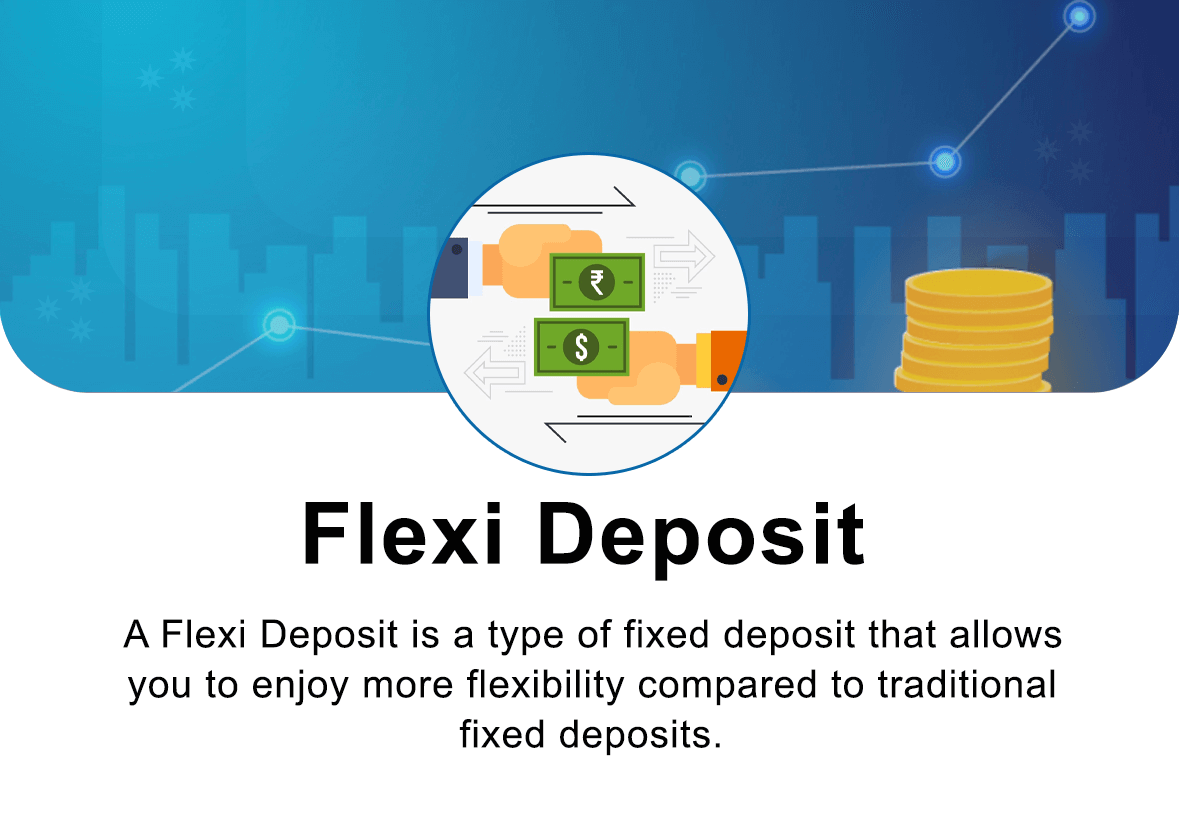 ₹
$
Flexi Deposit
A Flexi Deposit is a type of fixed deposit that allows
you to enjoy more flexibility compared to traditional
fixed deposits.